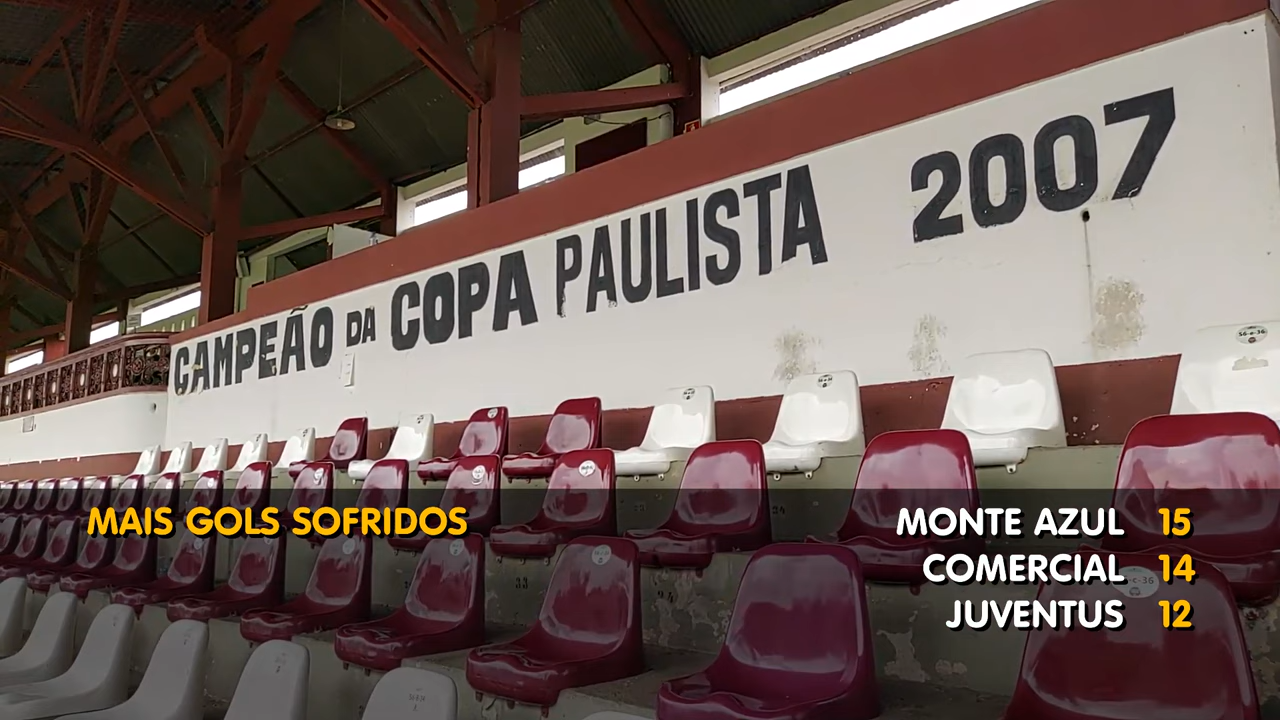 CAMPEÃO DA COPA PAULISTA 2007
MAIS GOLS SOFRIDOS
MONTE AZUL 15
COMERCIAL 14
JUVENTUS 12